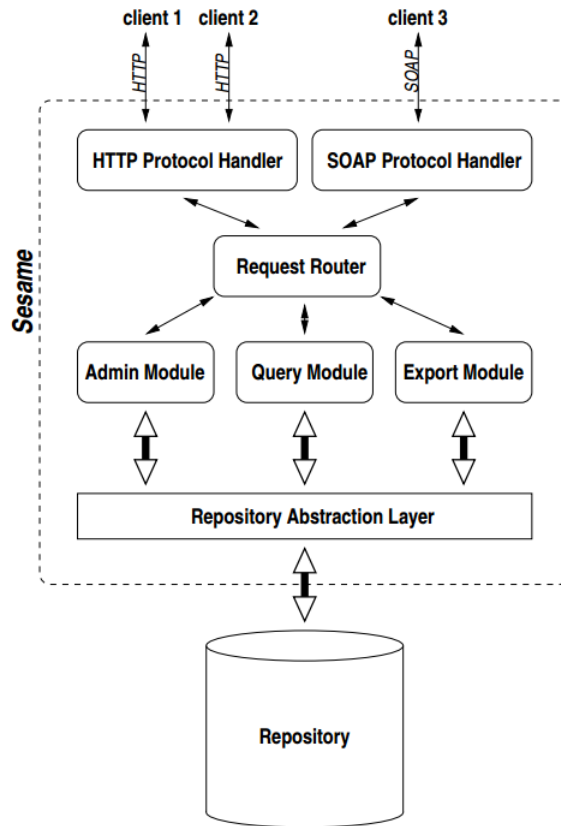 client 1
client 2
client 3
HTTP
HTTP
SOAP
HTTP Protocol Handler
SOAP Protocol Handler
Request Router
Sesame
Admin Module
Query Module
Export Module
Repository Abstraction Layer
Repository